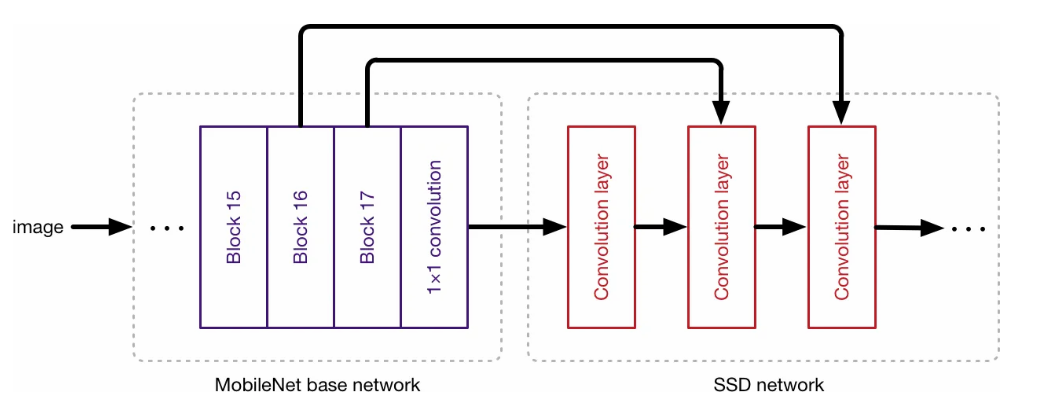 image
...
Block 15
Block 16
Block 17
1×1 convolution
Convolution layer
Convolution layer
Convolution layer
...
MobileNet base network
SSD network